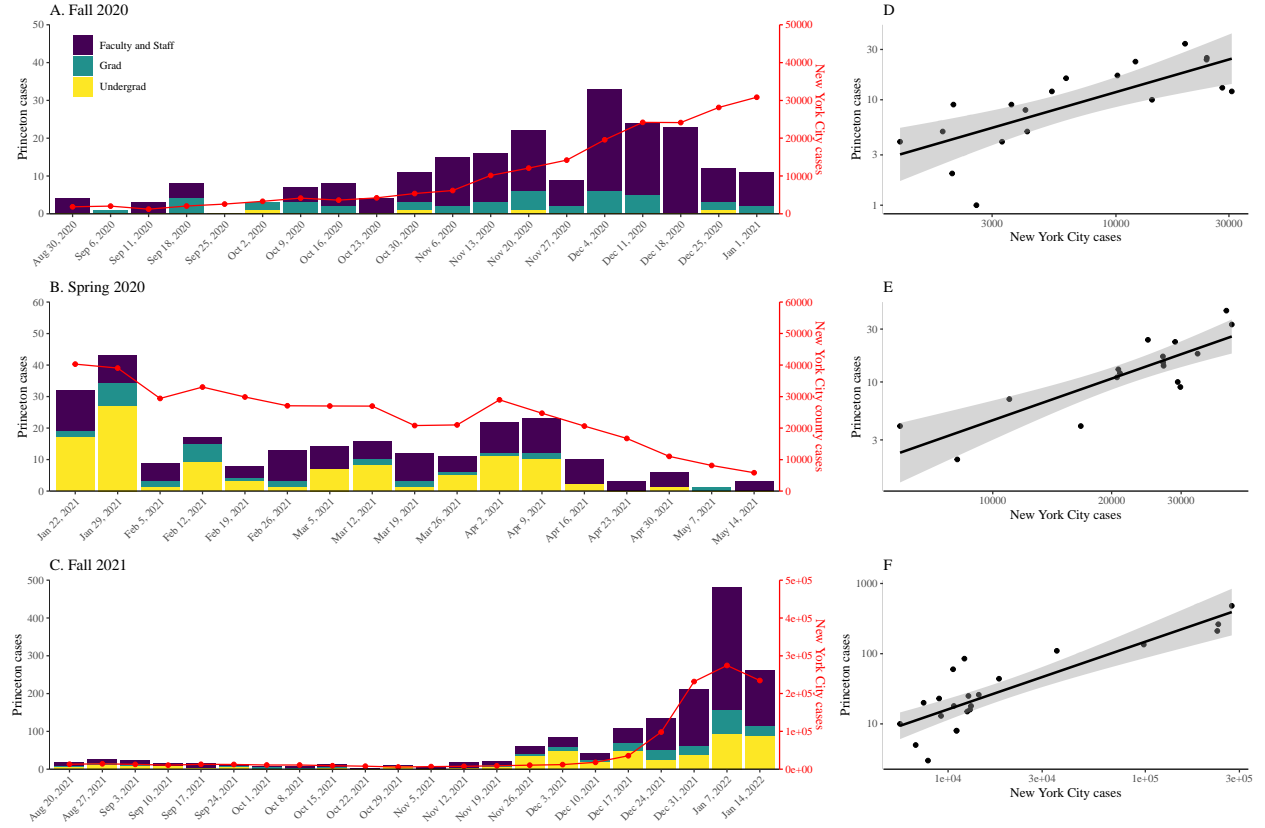 A. Fall 2020
50
40
30
20
10
0
Princeton cases
Faculty and Staff
Grad
Undergrad
50000
40000
30000
20000
10000
0
New York City cases
Aug 30, 2020
Sep 6, 2020
Sep 11, 2020
Sep 18, 2020
Sep 25, 2020
Oct 2, 2020
Oct 9, 2020
Oct 16, 2020
Oct 23, 2020
Oct 30, 2020
Nov 6, 2020
Nov 13, 2020
Nov 20, 2020
Nov 27, 2020
Dec 4, 2020
Dec 11, 2020
Dec 18, 2020
Dec 25, 2020
Jan 1, 2021
D
30
10
3
1
Princeton cases
3000
10000
30000
New York City cases
B. Spring 2020
60
50
40
30
20
10
0
Princeton cases
60000
50000
40000
30000
20000
10000
0
New York City county cases
Jan 22, 2021
Jan 29, 2021
Feb 5, 2021
Feb 12, 2021
Feb 19, 2021
Feb 26, 2021
Mar 5, 2021
Mar 12, 2021
Mar 19, 2021
Mar 26, 2021
Apr 2, 2021
Apr 9, 2021
Apr 16, 2021
Apr 23, 2021
Apr 30, 2021
May 7, 2021
May 14, 2021
E
30
10
3
Princeton cases
10000
20000
30000
New York City cases
C. Fall 2021
500
400
300
200
100
0
Princeton cases
5e+05
4e+05
3e+05
2e+05
1e+05
0e+00
New York City cases
Aug 20, 2021
Aug 27, 2021
Sep 3, 2021
Sep 10, 2021
Sep 17, 2021
Sep 24, 2021
Oct 1, 2021
Oct 8, 2021
Oct 15, 2021
Oct 22, 2021
Oct 29, 2021
Nov 5, 2021
Nov 12, 2021
Nov 19, 2021
Nov 26, 2021
Dec 3, 2021
Dec 10, 2021
Dec 17, 2021
Dec 24, 2021
Dec 31, 2021
Jan 7, 2022
Jan 14, 2022
F
1000
100
10
Princeton cases
1e+04
3e+04
1e+05
3e+05
New York City cases